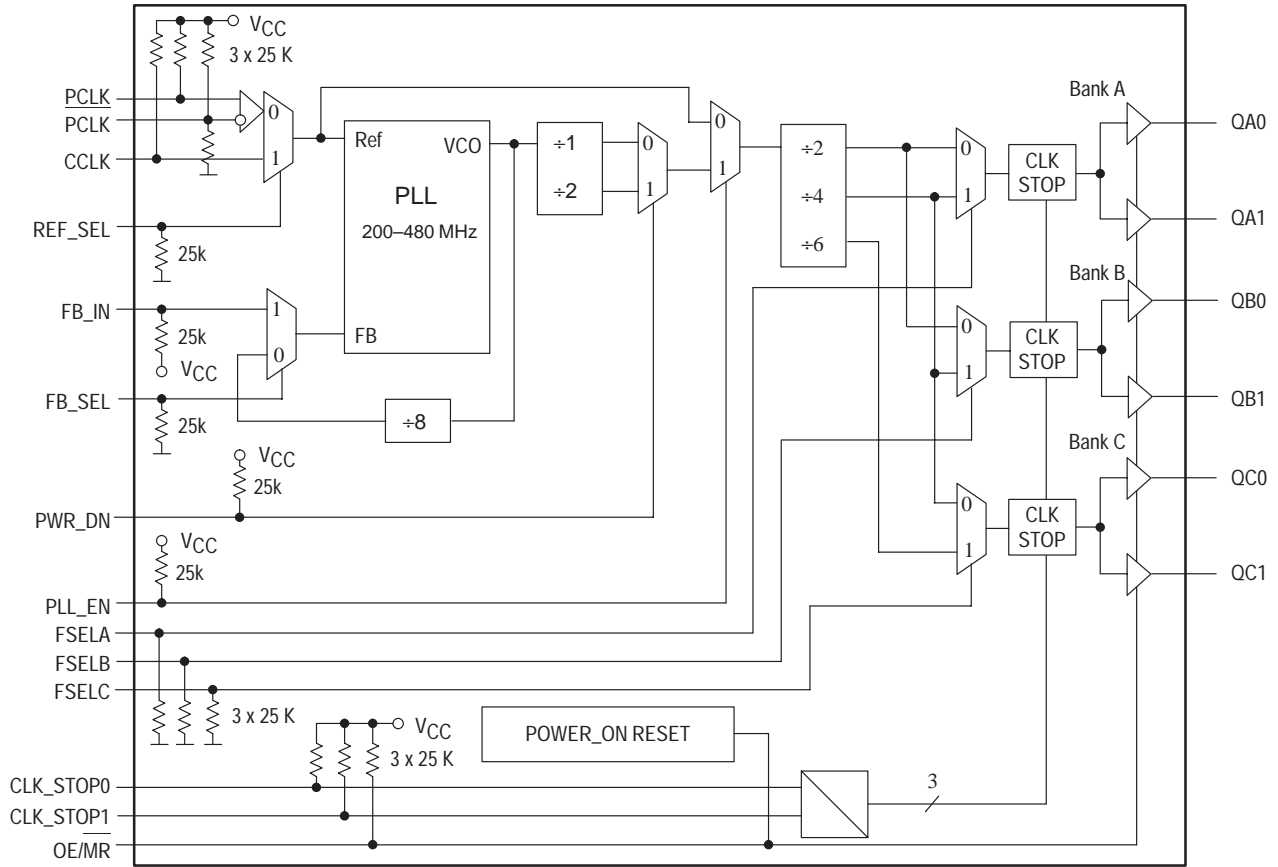 VCC
3 x 25 K
PCLK
PCLK
CCLK
0
1
REF_SEL
25k
Ref
VCO
PLL
200–480 MHz
FB
÷1
÷2
0
1
0
1
÷2
÷4
÷6
0
1
CLK
STOP
Bank A
QA0
QA1
FB_IN
25k
VCC
1
0
FB_SEL
25k
÷8
0
1
CLK
STOP
Bank B
QB0
QB1
VCC
25k
PWR_DN
0
1
CLK
STOP
Bank C
QC0
QC1
VCC
25k
PLL_EN
FSELA
FSELB
FSELC
3 x 25 K
VCC
3 x 25 K
POWER_ON RESET
CLK_STOP0
CLK_STOP1
OE/MR
3